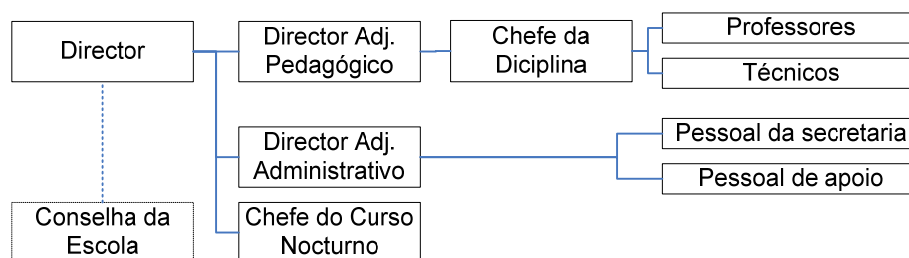 Director
Director Adj.
Pedagógico
Chefe da
Diciplina
Professores
Técnicos
Director Adj.
Administrativo
Pessoal da secretaria
Pessoal de apoio
Conselha da
Escola
Chefe do Curso
Nocturno